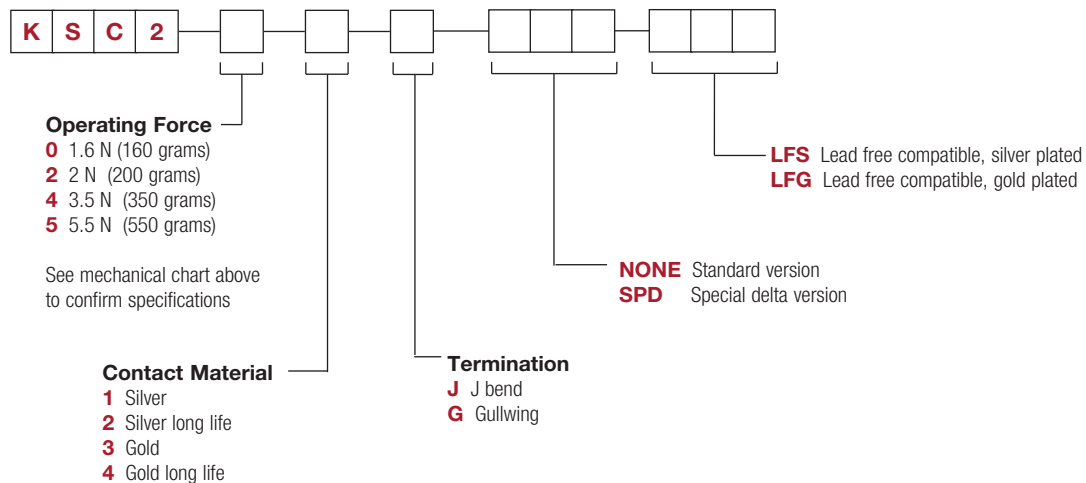 K S C 2
Operating Force
0 1.6 N (160 grams)
2 2 N (200 grams)
4 3.5 N (350 grams)
5 5.5 N (550 grams)
See mechanical chart above
to confirm specifications
Contact Material
1 Silver
2 Silver long life
3 Gold
4 Gold long life
Termination
J J bend
G Gullwing
NONE Standard version
SPD Special delta version
LFS Lead free compatible, silver plated
LFG Lead free compatible, gold plated